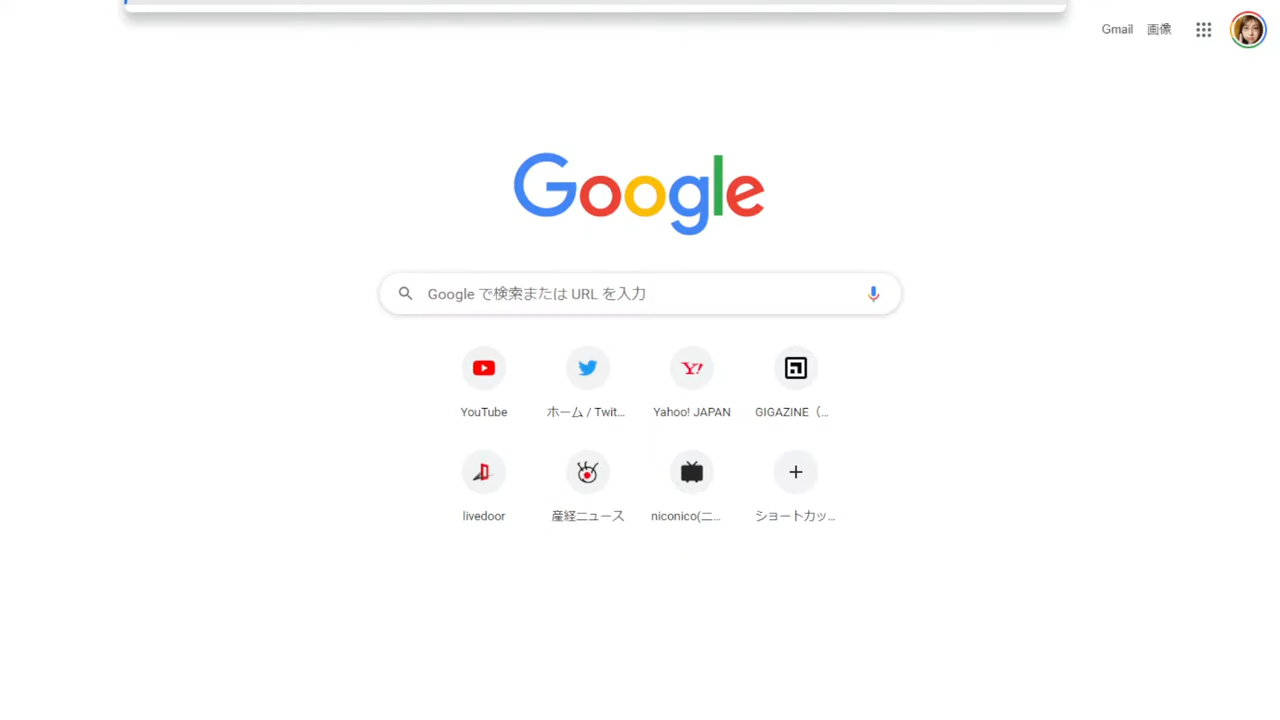 Gmail 画像
Google
Google で検索または URL を入力
YouTube ホーム / Twit... Yahoo! JAPAN GIGAZINE（...
livedoor 産経ニュース niconico(ニ... ショートカッ...